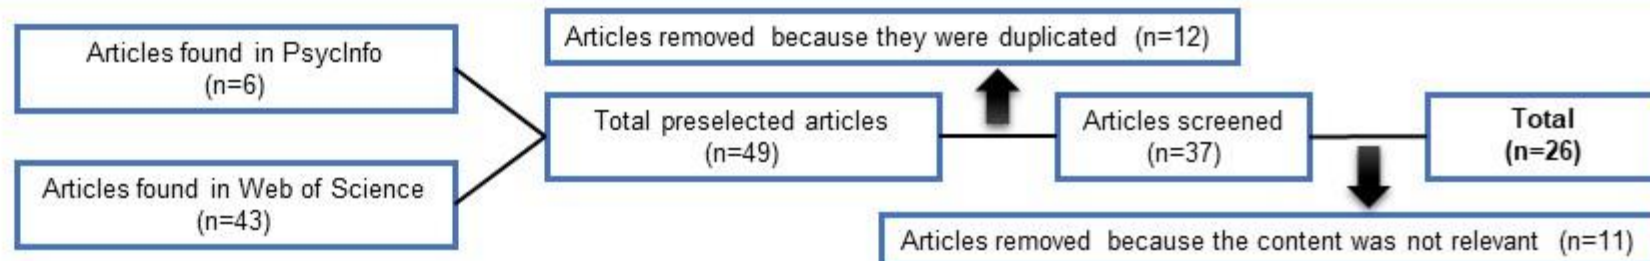 Articles found in PsycInfo
(n=6)
Articles found in Web of Science
(n=43)
Articles removed because they were duplicated (n=12)
Total preselected articles
(n=49)
Articles screened
(n=37)
Total
(n=26)
Articles removed because the content was not relevant (n=11)